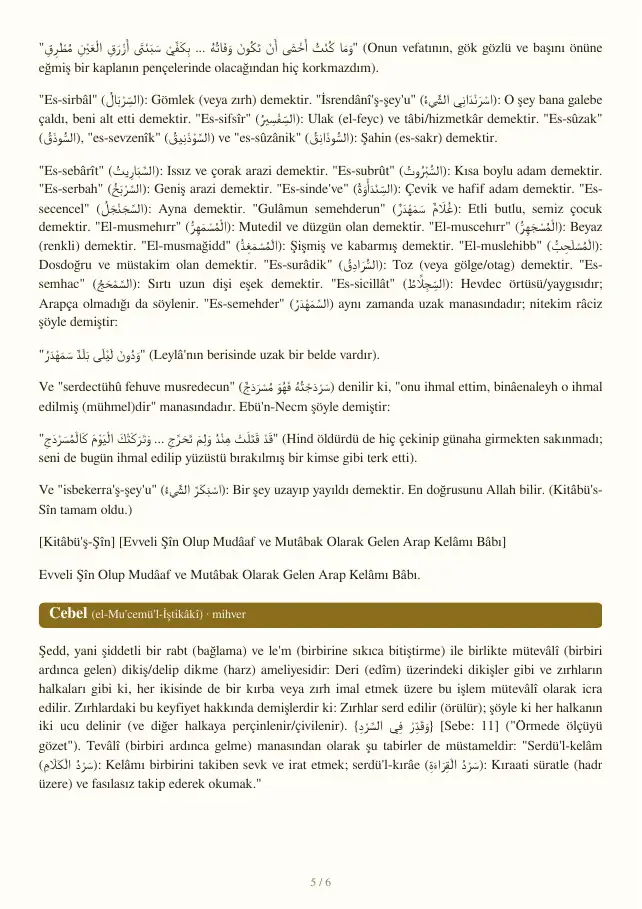 "وَمَا كُنْتُ أَخْشَى أَنْ تَكُونَ وَفَاتُهُ ... بِكَفَّيْ سَبَنْتَى أَزْرَقِ الْعَيْنِ مُطْرِقِ" (Onun vefatının, gök gözlü ve başını önüne
eğmiş bir kaplanın pençelerinde olacağından hiç korkmazdım).
"Es-sirbâl" (السِّرْبَالُ): Gömlek (veya zırh) demektir. "İsrendânî'ş-şey'u" (اسْرَنْدَانِي الشَّيْءُ): O şey bana galebe
çaldı, beni alt etti demektir. "Es-sifsîr" (السِّفْسِيرُ): Ulak (el-feyc) ve tâbi/hizmetkâr demektir. "Es-sûzak"
(السُّوذَقُ), "es-sevzenîk" (السَّوْذَنِيقُ) ve "es-sûzânik" (السُّوذَانِقُ): Şahin (es-sakr) demektir.
"Es-sebârît" (السَّبَارِيتُ): Issız ve çorak arazi demektir. "Es-subrût" (السُّبْرُوتُ): Kısa boylu adam demektir.
"Es-serbah" (السَّرْبَخُ): Geniş arazi demektir. "Es-sinde've" (السِّنْدَأْوَةُ): Çevik ve hafif adam demektir. "Es-
secencel" (السَّجَنْجَلُ): Ayna demektir. "Gulâmun semehderun" (غُلَامٌ سَمَهْدَرٌ): Etli butlu, semiz çocuk
demektir. "El-musmehırr" (الْمُسْمَهِرُّ): Mutedil ve düzgün olan demektir. "El-muscehırr" (الْمُسْجَهِرُّ): Beyaz
(renkli) demektir. "El-musmağidd" (الْمُسْمَغِدُّ): Şişmiş ve kabarmış demektir. "El-muslehibb" (الْمُسْلَحِبُّ):
Dosdoğru ve müstakim olan demektir. "Es-surâdik" (السُّرَادِقُ): Toz (veya gölge/otag) demektir. "Es-
semhac" (السَّمْحَجُ): Sırtı uzun dişi eşek demektir. "Es-sicillât" (السِّجِلَّاطُ): Hevdec örtüsü/yaygısıdır;
Arapça olmadığı da söylenir. "Es-semehder" (السَّمَهْدَرُ) aynı zamanda uzak manasındadır; nitekim râciz
şöyle demiştir:
"وَدُونَ لَيْلَى بَلَدٌ سَمَهْدَرُ" (Leylâ'nın berisinde uzak bir belde vardır).
Ve "serdectühû fehuve musredecun" (سَرْدَجْتُهُ فَهُوَ مُسَرْدَجٌ) denilir ki, "onu ihmal ettim, binâenaleyh o ihmal
edilmiş (mühmel)dir" manasındadır. Ebü'n-Necm şöyle demiştir:
"قَدْ قَتَلَتْ هِنْدُ وَلِمَ تَحَرَّجِ ... وَتَرَكَتْكَ الْيَوْمَ كَالْمُسَرْدَجِ" (Hind öldürdü de hiç çekinip günaha girmekten sakınmadı;
seni de bugün ihmal edilip yüzüstü bırakılmış bir kimse gibi terk etti).
Ve "isbekerra'ş-şey'u" (اسْبَكَرَّ الشَّيْءُ): Bir şey uzayıp yayıldı demektir. En doğrusunu Allah bilir. (Kitâbü's-
Sîn tamam oldu.)
[Kitâbü'ş-Şîn] [Evveli Şîn Olup Mudâaf ve Mutâbak Olarak Gelen Arap Kelâmı Bâbı]
Evveli Şîn Olup Mudâaf ve Mutâbak Olarak Gelen Arap Kelâmı Bâbı.
Cebel (el-Mu'cemü'l-İştikâkî) · mihver
Şedd, yani şiddetli bir rabt (bağlama) ve le'm (birbirine sıkıca bitiştirme) ile birlikte mütevâlî (birbiri
ardınca gelen) dikiş/delip dikme (harz) ameliyesidir: Deri (edîm) üzerindeki dikişler gibi ve zırhların
halkaları gibi ki, her ikisinde de bir kırba veya zırh imal etmek üzere bu işlem mütevâlî olarak icra
edilir. Zırhlardaki bu keyfiyet hakkında demişlerdir ki: Zırhlar serd edilir (örülür); şöyle ki her halkanın
iki ucu delinir (ve diğer halkaya perçinlenir/çivilenir). {وَقَدِّرْ فِي السَّرْدِ} [Sebe: 11] ("Örmede ölçüyü
gözet"). Tevâlî (birbiri ardınca gelme) manasından olarak şu tabirler de müstameldir: "Serdü'l-kelâm
(سَرْدُ الْكَلَامِ): Kelâmı birbirini takiben sevk ve irat etmek; serdü'l-kırâe (سَرْدُ الْقِرَاءَةِ): Kıraati süratle (hadr
üzere) ve fasılasız takip ederek okumak."
5 / 6